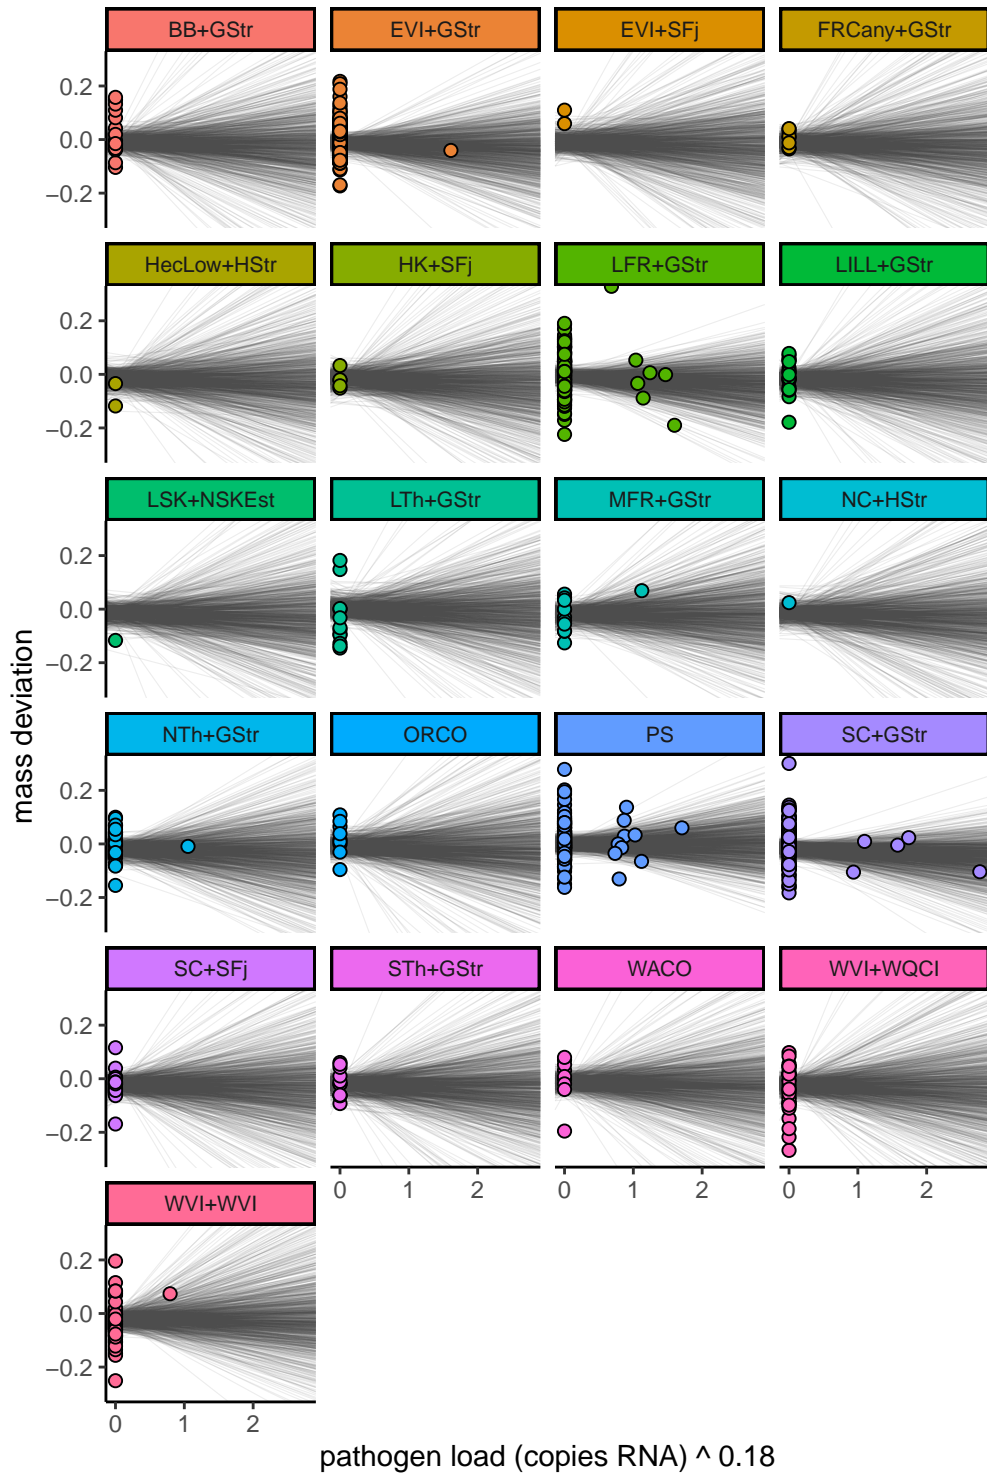 BB+GStr EVI+GStr EVI+SFj FRCany+GStr
0.2
0.0
−0.2
HecLow+HStr HK+SFj LFR+GStr LILL+GStr
0.2
0.0
−0.2
LSK+NSKEst LTh+GStr MFR+GStr NC+HStr
0.2
0.0
−0.2
mass deviation
NTh+GStr ORCO PS SC+GStr
0.2
0.0
−0.2
SC+SFj STh+GStr WACO WVI+WQCI
0.2
0.0
−0.2
0 1 2 0 1 2 0 1 2
WVI+WVI
0.2
0.0
−0.2
0 1 2
pathogen load (copies RNA) ^ 0.18